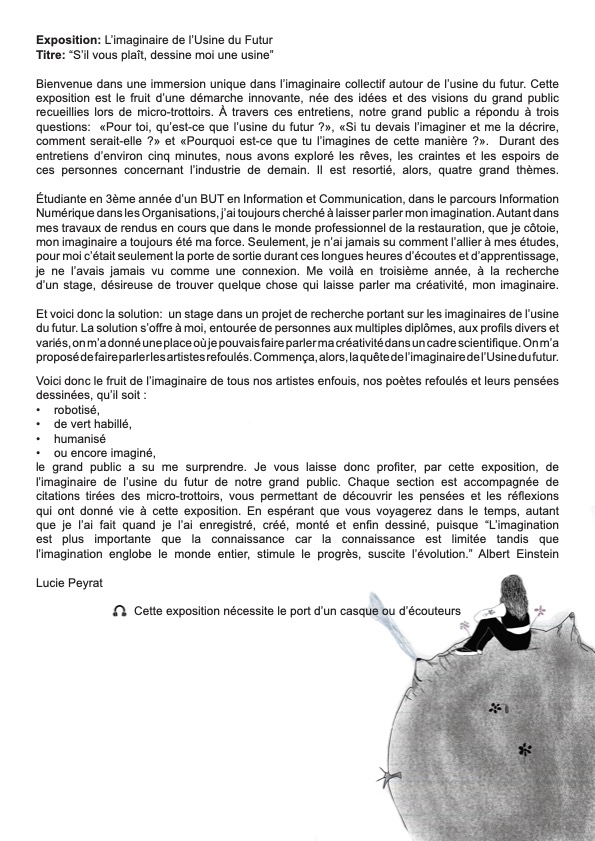 Exposition: L’imaginaire de l’Usine du Futur
Titre: “S’il vous plaît, dessine moi une usine”
Bienvenue dans une immersion unique dans l’imaginaire collectif autour de l’usine du futur. Cette
exposition est le fruit d’une démarche innovante, née des idées et des visions du grand public
recueillies lors de micro-trottoirs. À travers ces entretiens, notre grand public a répondu à trois
questions: «Pour toi, qu’est-ce que l’usine du futur ?», «Si tu devais l’imaginer et me la décrire,
comment serait-elle ?» et «Pourquoi est-ce que tu l’imagines de cette manière ?». Durant des
entretiens d’environ cinq minutes, nous avons exploré les rêves, les craintes et les espoirs de
ces personnes concernant l’industrie de demain. Il est ressortié, alors, quatre grand thèmes.
Étudiante en 3ème année d’un BUT en Information et Communication, dans le parcours Information
Numérique dans les Organisations, j’ai toujours cherché à laisser parler mon imagination. Autant dans
mes travaux de rendus en cours que dans le monde professionnel de la restauration, que je côtoie,
mon imaginaire a toujours été ma force. Seulement, je n’ai jamais su comment l’allier à mes études,
pour moi c’était seulement la porte de sortie durant ces longues heures d’écoutes et d’apprentissage,
je ne l’avais jamais vu comme une connexion. Me voilà en troisième année, à la recherche
d’un stage, désireuse de trouver quelque chose qui laisse parler ma créativité, mon imaginaire.
Et voici donc la solution: un stage dans un projet de recherche portant sur les imaginaires de l’usine
du futur. La solution s’offre à moi, entourée de personnes aux multiples diplômes, aux profils divers et
variés, on m’a donné une place où je pouvais faire parler ma créativité dans un cadre scientifique. On m’a
proposé de faire parler les artistes refoulés. Commença, alors, la quête de l’imaginaire de l’Usine du futur.
Voici donc le fruit de l’imaginaire de tous nos artistes enfouis, nos poètes refoulés et leurs pensées
dessinées, qu’il soit :
• robotisé,
• de vert habillé,
• humanisé
• ou encore imaginé,
le grand public a su me surprendre. Je vous laisse donc profiter, par cette exposition, de
l’imaginaire de l’usine du futur de notre grand public. Chaque section est accompagnée de
citations tirées des micro-trottoirs, vous permettant de découvrir les pensées et les réflexions
qui ont donné vie à cette exposition. En espérant que vous voyagerez dans le temps, autant
que je l’ai fait quand je l’ai enregistré, créé, monté et enfin dessiné, puisque “L’imagination
est plus importante que la connaissance car la connaissance est limitée tandis que
l’imagination englobe le monde entier, stimule le progrès, suscite l’évolution.” Albert Einstein
Lucie Peyrat
Cette exposition nécessite le port d’un casque ou d’écouteurs